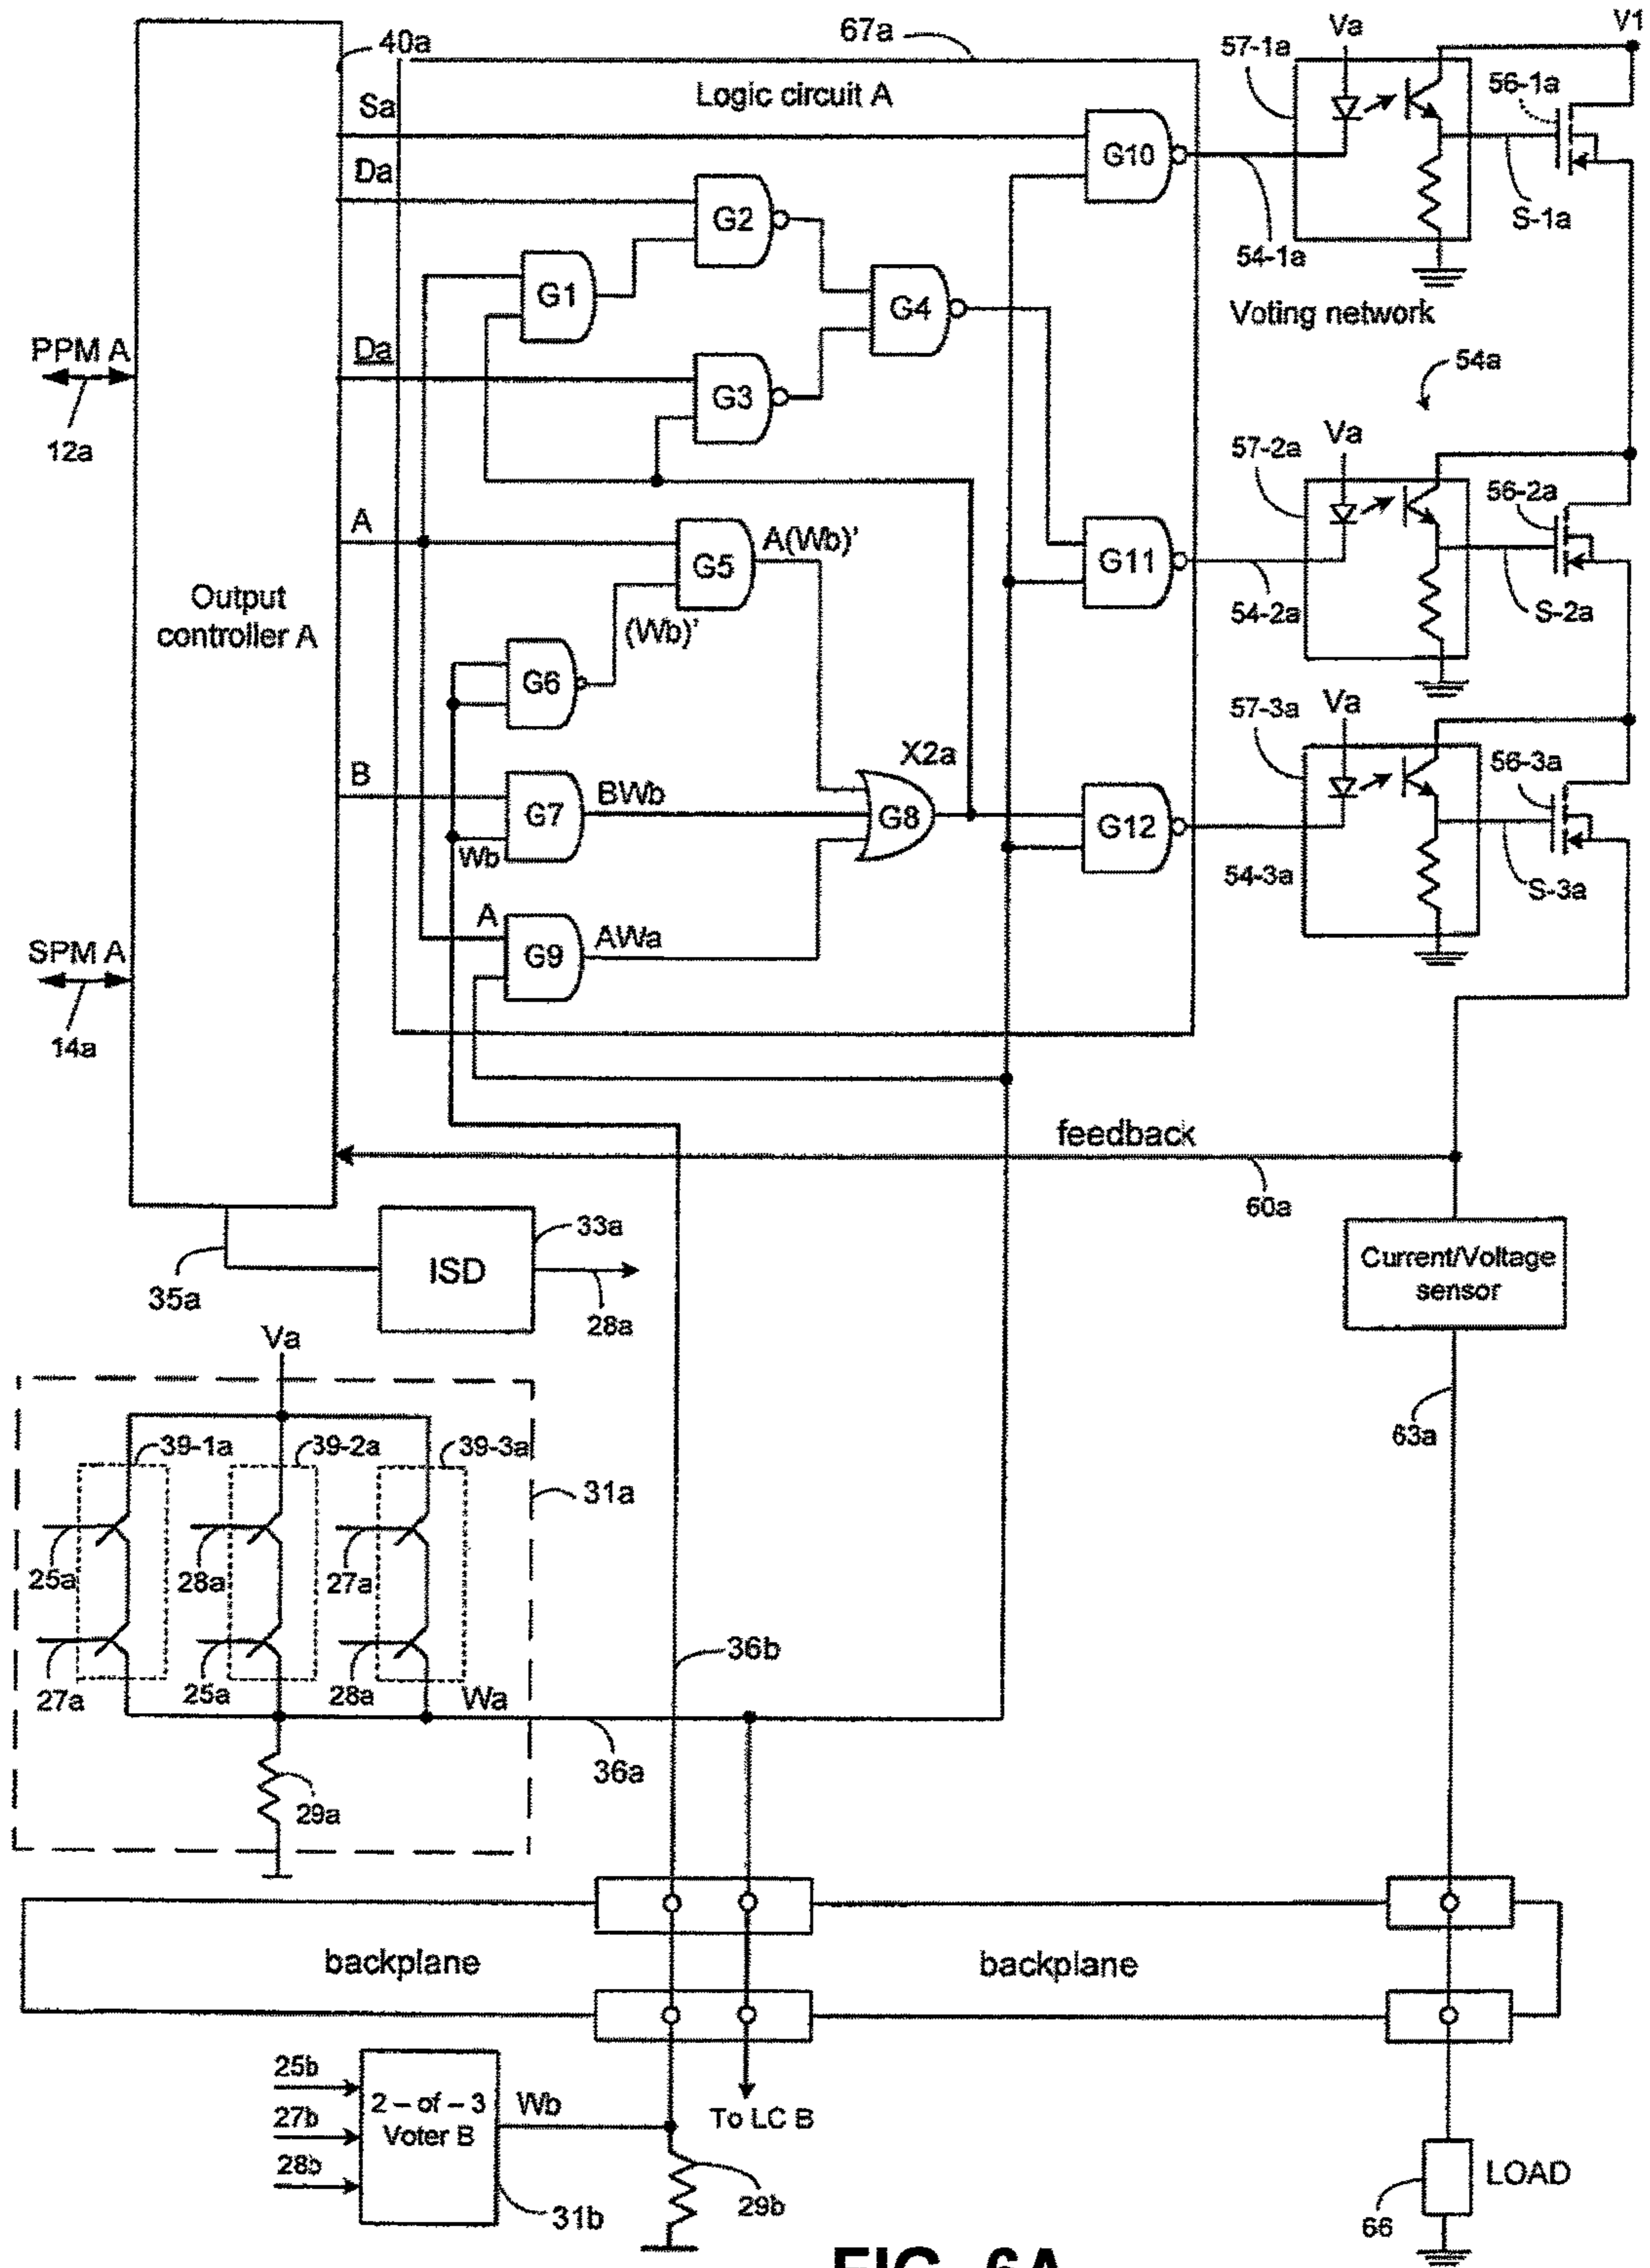 40a
67a
57-1a
Va
V1
Sa
Logic circuit A
56-1a
G10
Da
G2
S-1a
54-1a
G1
G4
Voting network
PPM A
Da
G3
54a
12a
57-2a
Va
A
G5
A(Wb)'
56-2a
G11
Output
controller A
(Wb)'
54-2a
S-2a
G6
57-3a
Va
X2a
B
56-3a
G7
BWb
G8
G12
Wb
54-3a
S-3a
A
G9
AWa
SPM A
14a
feedback
60a
33a
ISD
35a
28a
Current/Voltage
sensor
Va
63a
39-1a
39-2a
39-3a
31a
25a
28a
27a
36b
27a
25a
28a
Wa
36a
29a
backplane
backplane
25b
27b
28b
2 – of – 3
Voter B
Wb
To LC B
31b
29b
LOAD
66
FIG. 6A